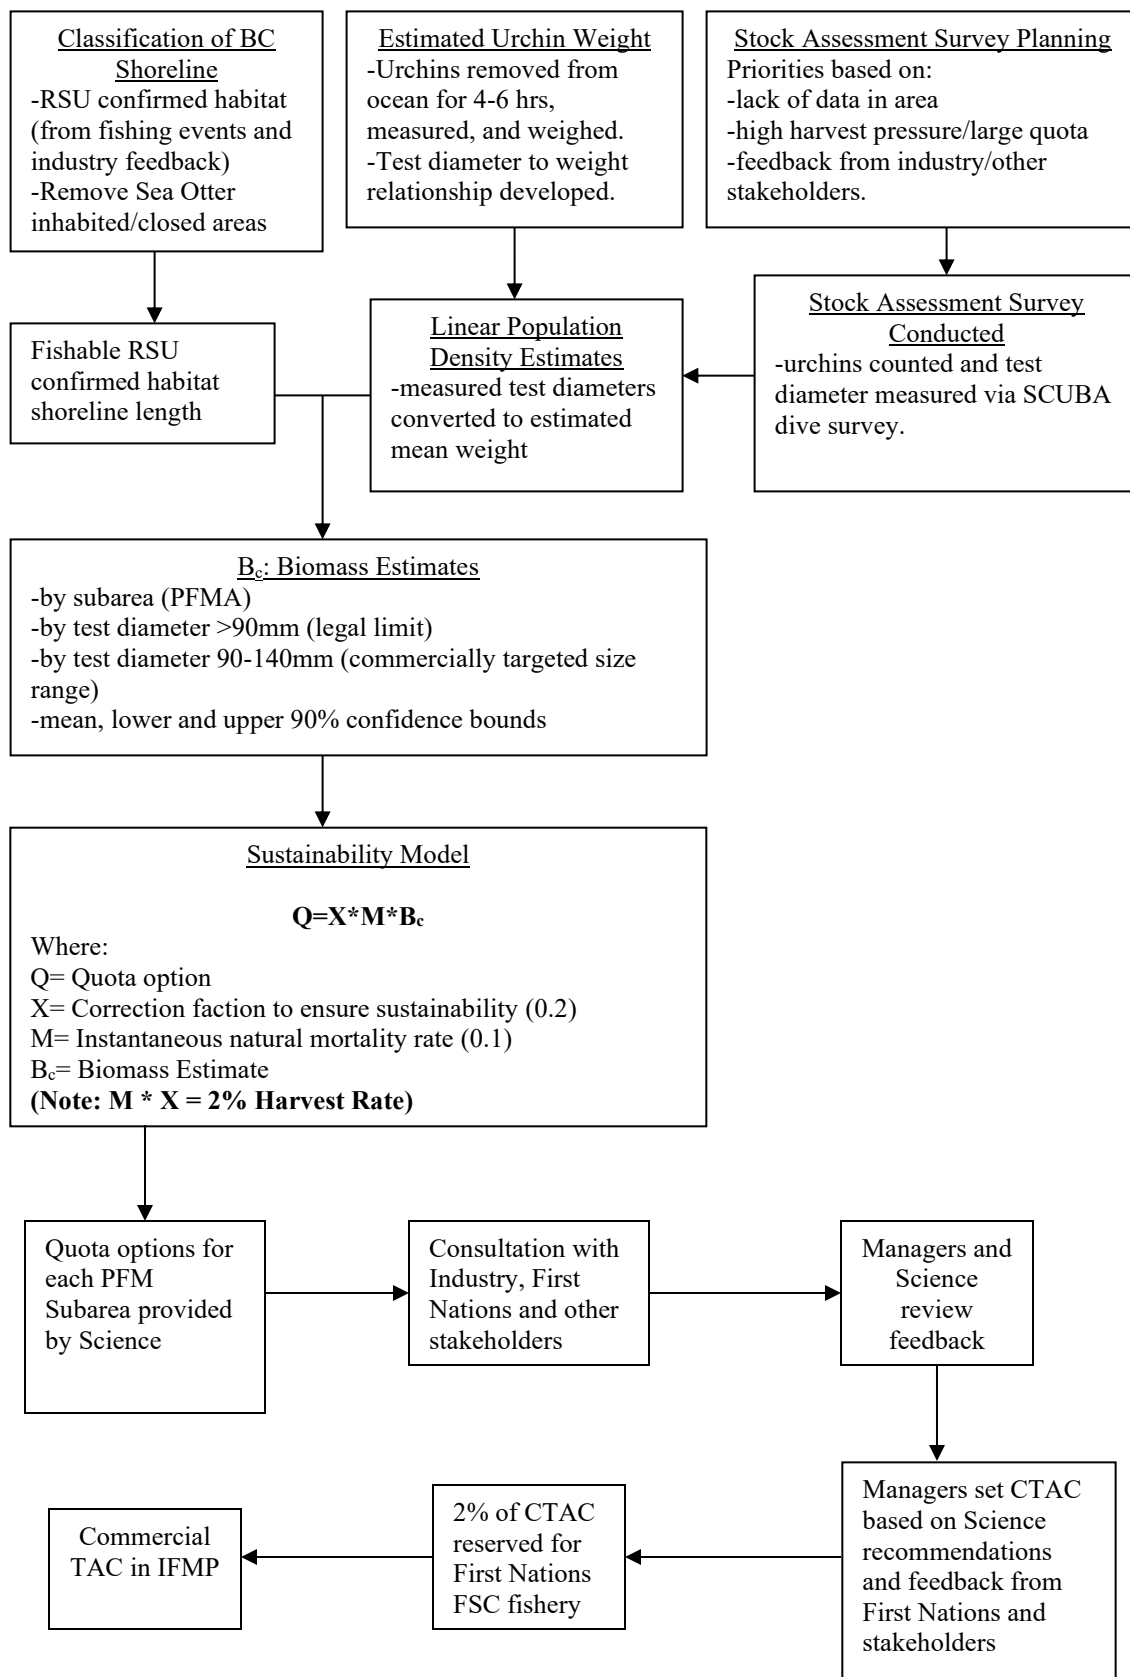 Classification of BC
Shoreline
-RSU confirmed habitat
(from fishing events and
industry feedback)
-Remove Sea Otter
inhabited/closed areas
Estimated Urchin Weight
-Urchins removed from
ocean for 4-6 hrs,
measured, and weighed.
-Test diameter to weight
relationship developed.
Stock Assessment Survey Planning
Priorities based on:
-lack of data in area
-high harvest pressure/large quota
-feedback from industry/other
stakeholders.
Fishable RSU
confirmed habitat
shoreline length
Linear Population
Density Estimates
-measured test diameters
converted to estimated
mean weight
Stock Assessment Survey
Conducted
-urchins counted and test
diameter measured via SCUBA
dive survey.
Bc: Biomass Estimates
-by subarea (PFMA)
-by test diameter >90mm (legal limit)
-by test diameter 90-140mm (commercially targeted size
range)
-mean, lower and upper 90% confidence bounds
Sustainability Model
Q=X*M*Bc
Where:
Q= Quota option
X= Correction faction to ensure sustainability (0.2)
M= Instantaneous natural mortality rate (0.1)
Bc= Biomass Estimate
(Note: M * X = 2% Harvest Rate)
Quota options for
each PFM
Subarea provided
by Science
Consultation with
Industry, First
Nations and other
stakeholders
Managers and
Science
review
feedback
Managers set CTAC
based on Science
recommendations
and feedback from
First Nations and
stakeholders
2% of CTAC
reserved for
First Nations
FSC fishery
Commercial
TAC in IFMP